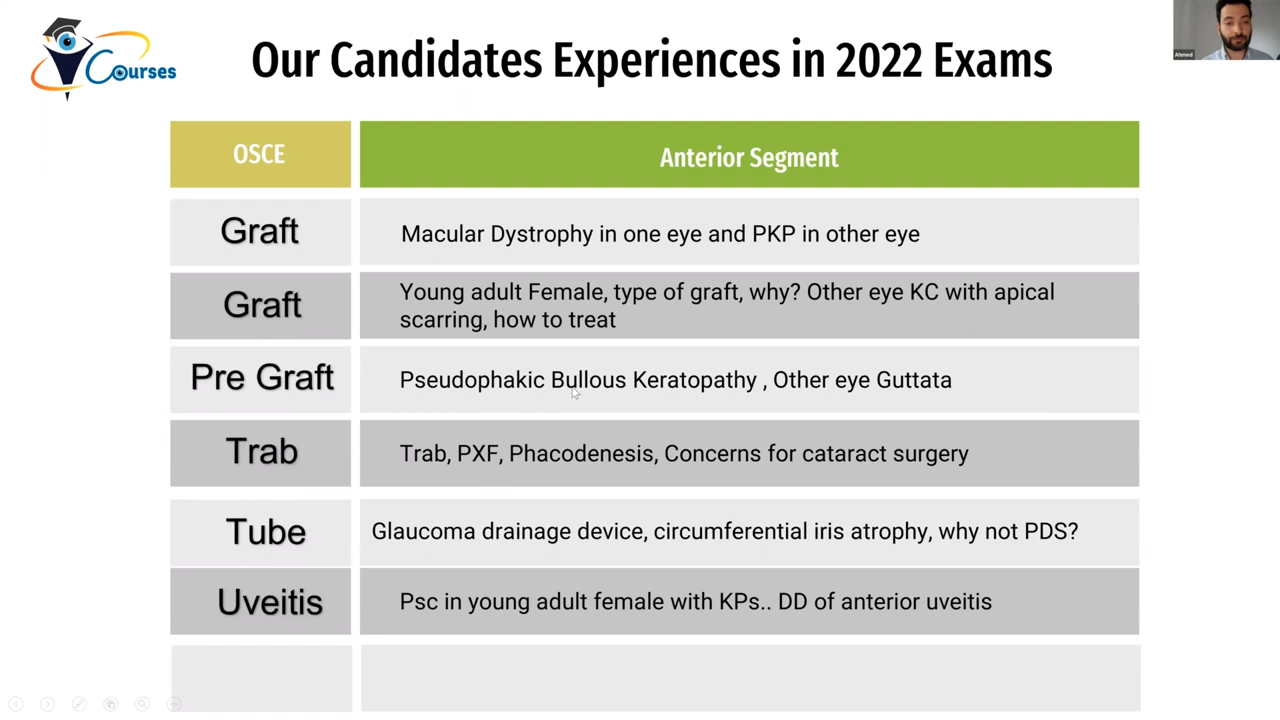 Courses
Our Candidates Experiences in 2022 Exams
Ahmed
OSCE
Anterior Segment
Graft
Macular Dystrophy in one eye and PKP in other eye
Graft
Young adult Female, type of graft, why? Other eye KC with apical
scarring, how to treat
Pre Graft
Pseudophakic Bullous Keratopathy , Other eye Guttata
Trab
Trab, PXF, Phacodenesis, Concerns for cataract surgery
Tube
Glaucoma drainage device, circumferential iris atrophy, why not PDS?
Uveitis
Psc in young adult female with KPs.. DD of anterior uveitis